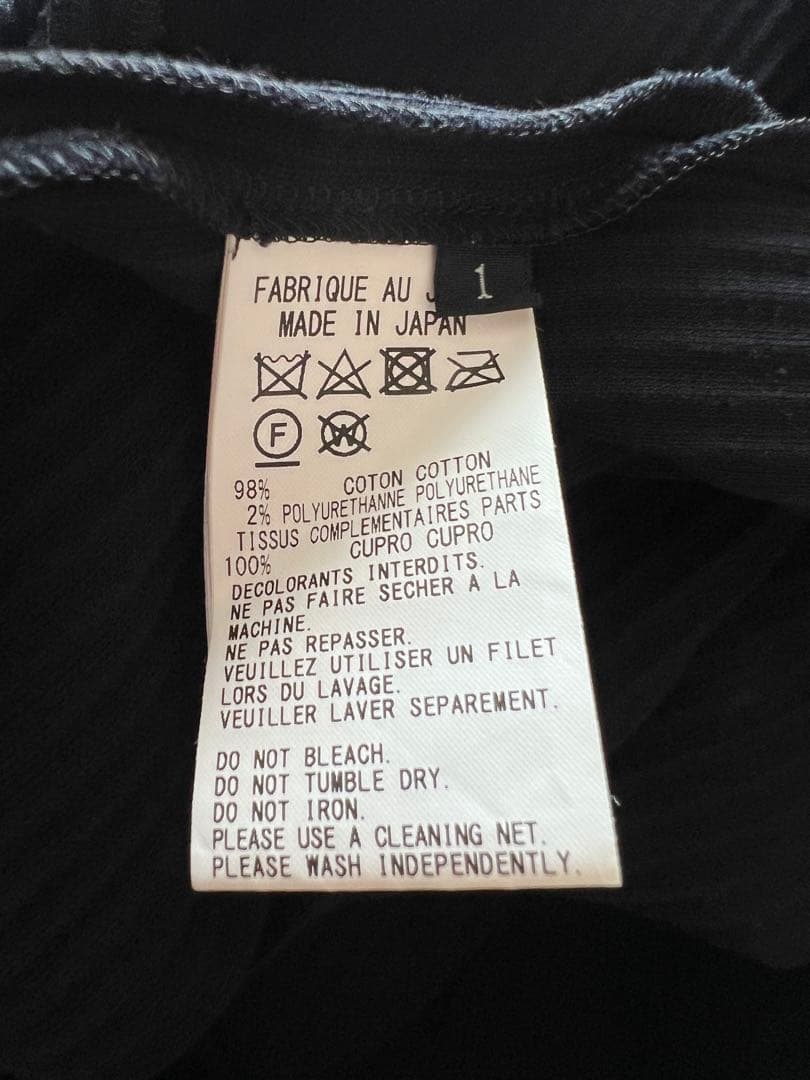 FABRIQUE AU J
1
MADE IN JAPAN
F
W
98% COTON COTTON
2% POLYURETHANNE POLYURETHANE
TISSUS COMPLEMENTAIRES PARTS
100% CUPRO CUPRO
DECOLORANTS INTERDITS.
NE PAS FAIRE SECHER A LA
MACHINE.
NE PAS REPASSER.
VEUILLEZ UTILISER UN FILET
LORS DU LAVAGE.
VEUILLER LAVER SEPAREMENT.
DO NOT BLEACH.
DO NOT TUMBLE DRY.
DO NOT IRON.
PLEASE USE A CLEANING NET.
PLEASE WASH INDEPENDENTLY.